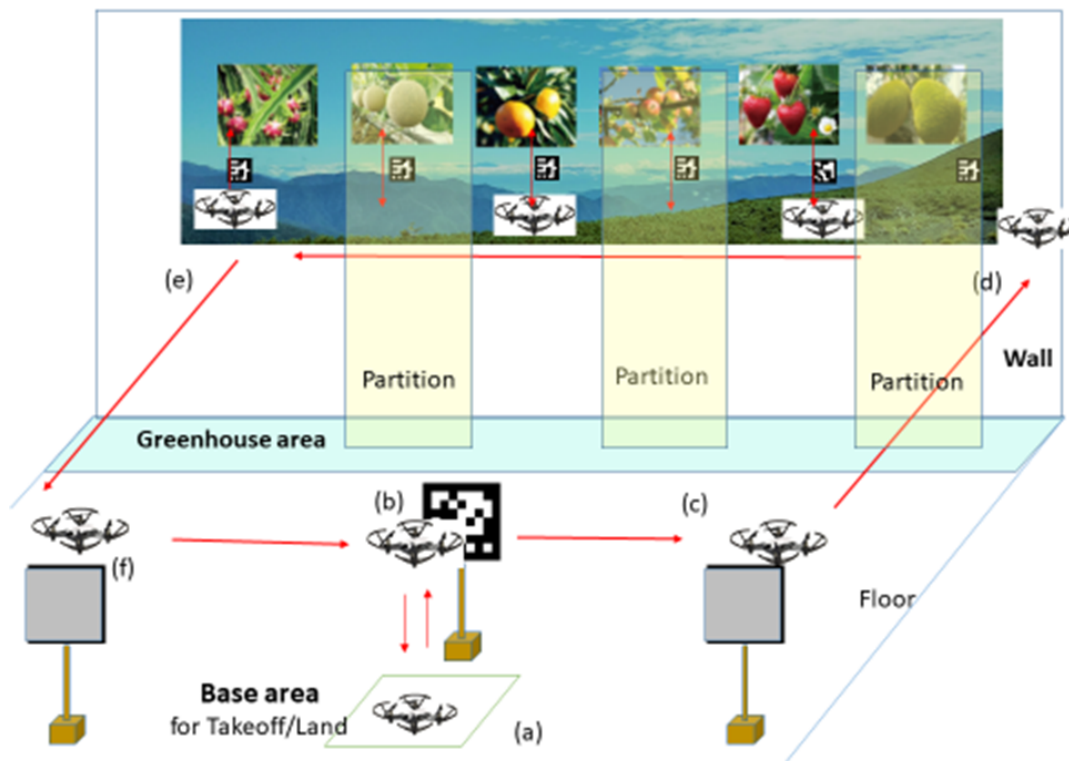 (e)
(d)
Wall
Partition
Partition
Partition
Greenhouse area
(b)
(c)
(f)
Floor
Base area
for Takeoff/Land
(a)